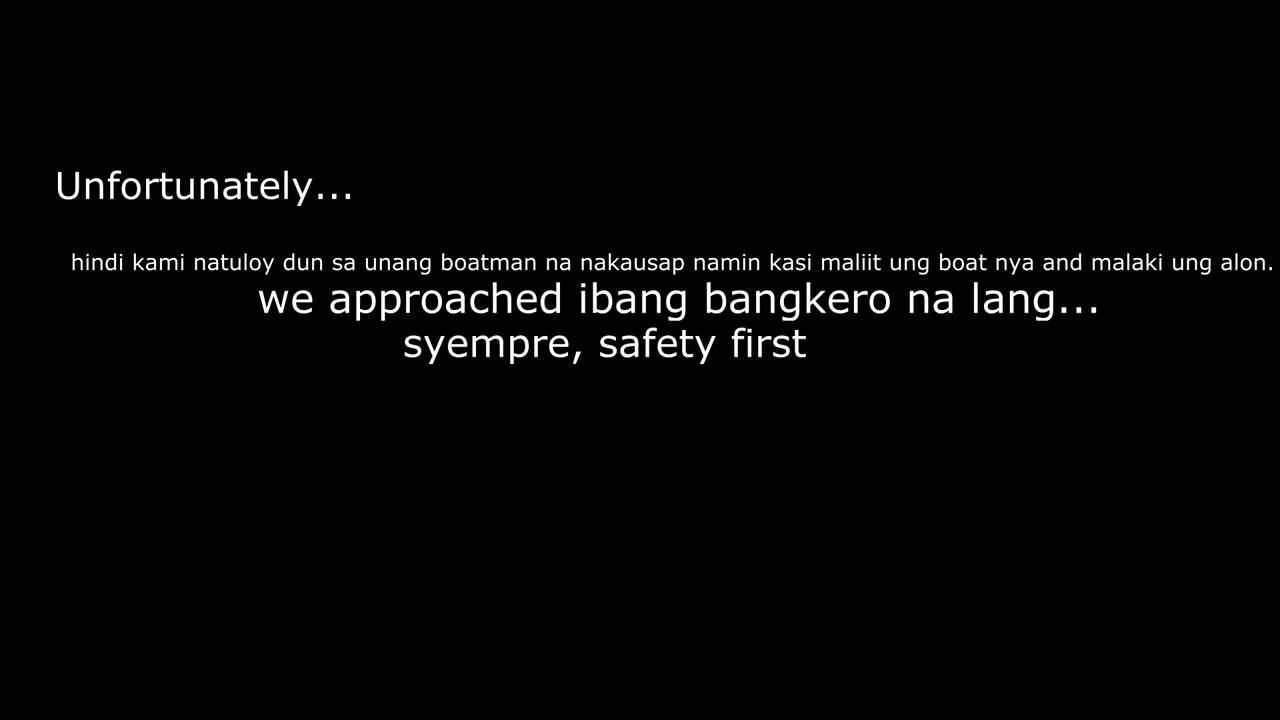 Unfortunately...
hindi kami natuloy dun sa unang boatman na nakausap namin kasi maliit ung boat nya and malaki ung alon.
we approached ibang bangkero na lang...
syempre, safety first